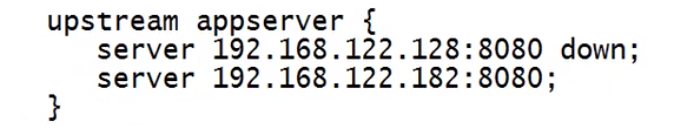 upstream appserver {
   server 192.168.122.128:8080 down;
   server 192.168.122.182:8080;
}